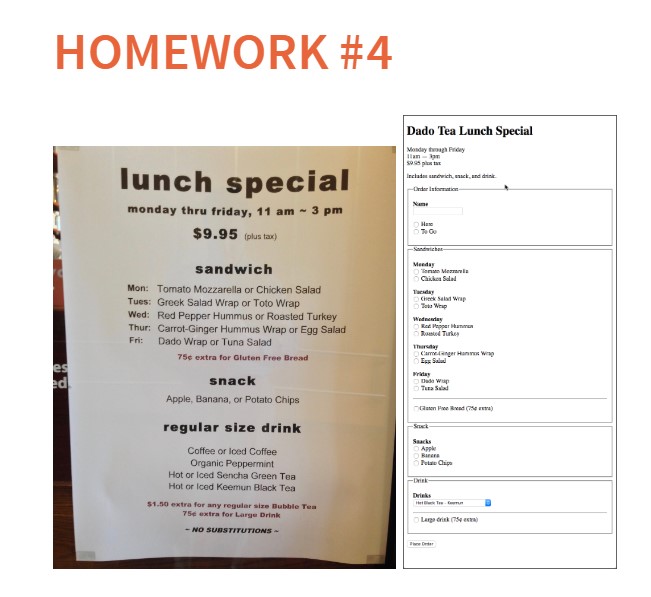 HOMEWORK #4
lunch special
monday thru friday, 11 am ~ 3 pm
$9.95 (plus tax)
sandwich
Mon: Tomato Mozzarella or Chicken Salad
Tues: Greek Salad Wrap or Toto Wrap
Wed: Red Pepper Hummus or Roasted Turkey
Thur: Carrot-Ginger Hummus Wrap or Egg Salad
Fri: Dado Wrap or Tuna Salad
75¢ extra for Gluten Free Bread
snack
Apple, Banana, or Potato Chips
regular size drink
Coffee or Iced Coffee
Organic Peppermint
Hot or Iced Sencha Green Tea
Hot or Iced Keemun Black Tea
$1.50 extra for any regular size Bubble Tea
75¢ extra for Large Drink
~ NO SUBSTITUTIONS ~
es
ed
Dado Tea Lunch Special
Monday through Friday
11am — 3pm
$9.95 plus tax
Includes sandwich, snack, and drink.
Order Information
Name
Here
To Go
Sandwiches
Monday
Tomato Mozzarella
Chicken Salad
Tuesday
Greek Salad Wrap
Toto Wrap
Wednesday
Red Pepper Hummus
Roasted Turkey
Thursday
Carrot-Ginger Hummus Wrap
Egg Salad
Friday
Dado Wrap
Tuna Salad
Gluten Free Bread (75¢ extra)
Snack
Snacks
Apple
Banana
Potato Chips
Drink
Drinks
Hot Black Tea - Keemun
Large drink (75¢ extra)
Place Order